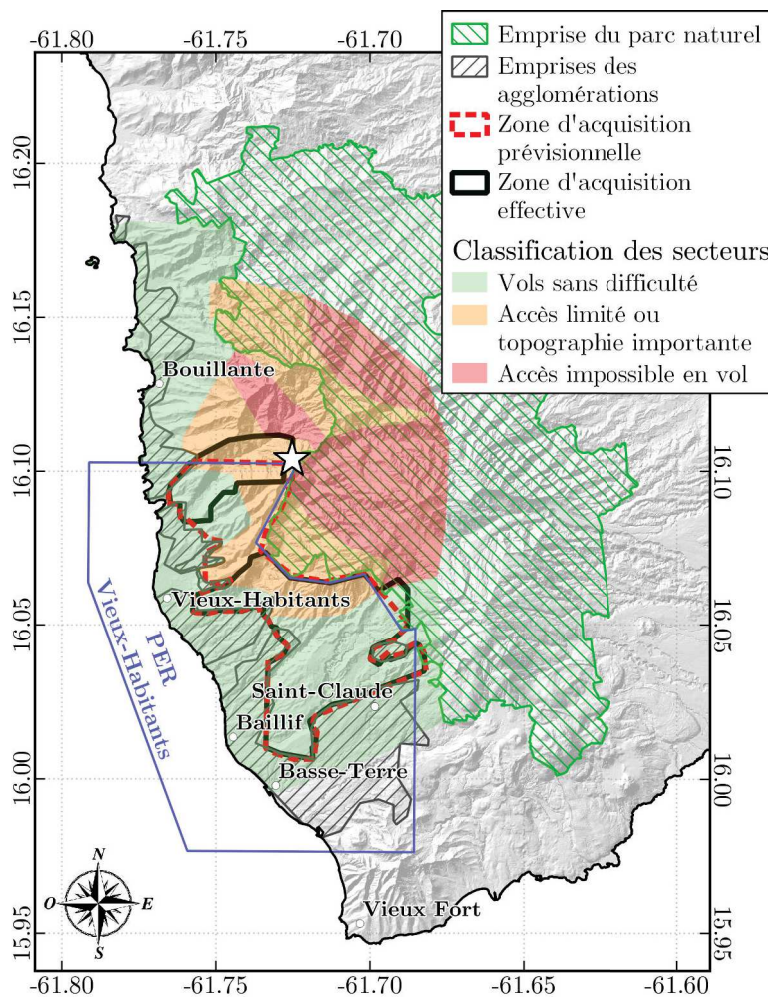 -61.80
-61.75
-61.70
Emprise du parc naturel
Emprises des
agglomérations
Zone d'acquisition
prévisionnelle
Zone d'acquisition
effective
Classification des secteurs
Vols sans difficulté
Accès limité ou
topographie importante
Accès impossible en vol
16.20
16.15
16.10
16.05
16.00
15.95
16.10
16.05
16.00
15.95
Bouillante
Vieux-Habitants
PER
Vieux-Habitants
Saint-Claude
Baillif
Basse-Terre
Vieux Fort
N
O
E
S
-61.80
-61.75
-61.70
-61.65
-61.60